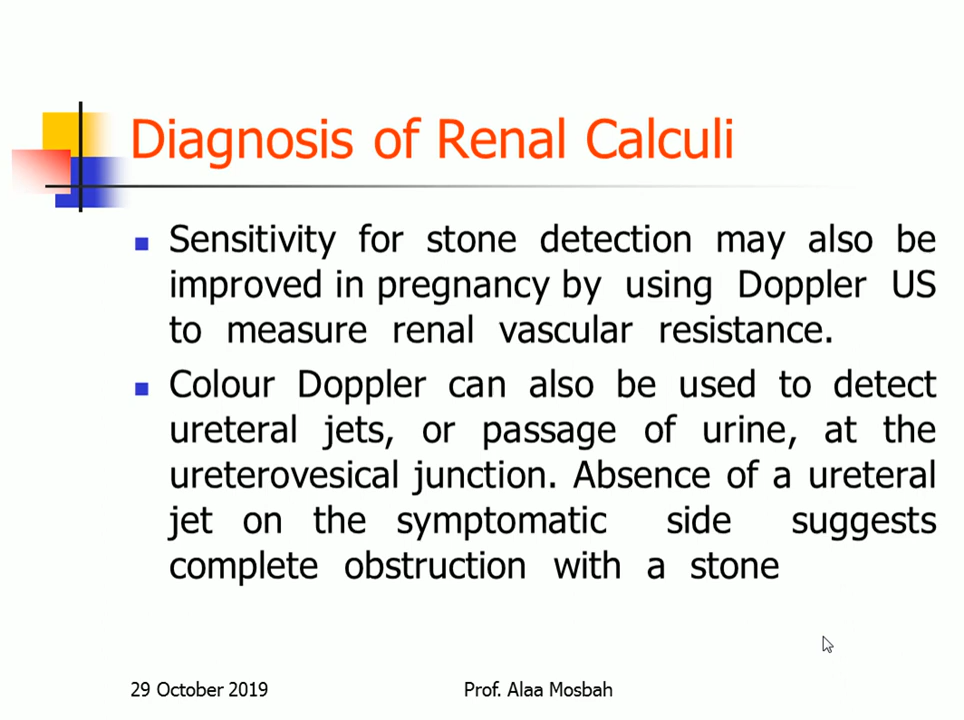 Diagnosis of Renal Calculi
Sensitivity for stone detection may also be
improved in pregnancy by using Doppler US
to measure renal vascular resistance.
Colour Doppler can also be used to detect
ureteral jets, or passage of urine, at the
ureterovesical junction. Absence of a ureteral
jet on the symptomatic side suggests
complete obstruction with a stone
29 October 2019
Prof. Alaa Mosbah